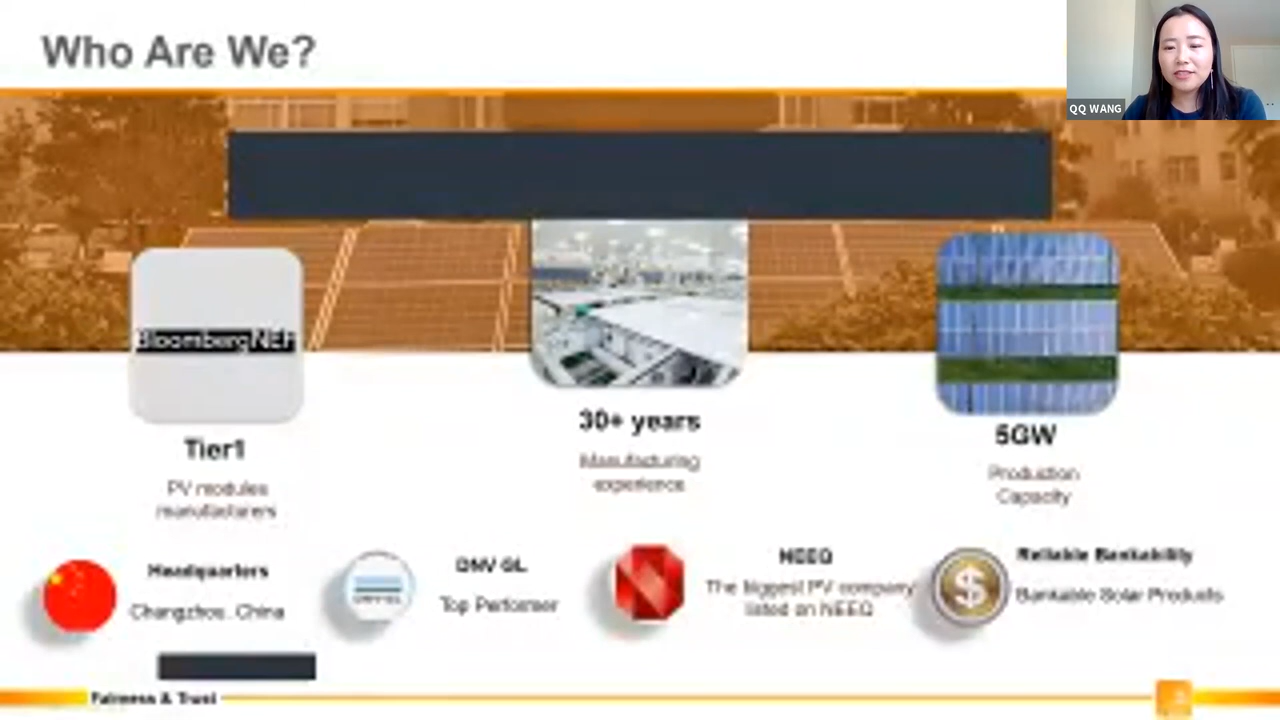 Who Are We?
QQ WANG
BloombergNEF
Tier1
PV modules
manufacturers
30+ years
Manufacturing
experience
5GW
Production
Capacity
Headquarters
Changzhou, China
DNV GL
Top Performer
NEEQ
The biggest PV company
listed on NEEQ
Reliable Bankability
Bankable Solar Products
Fairness & Trust